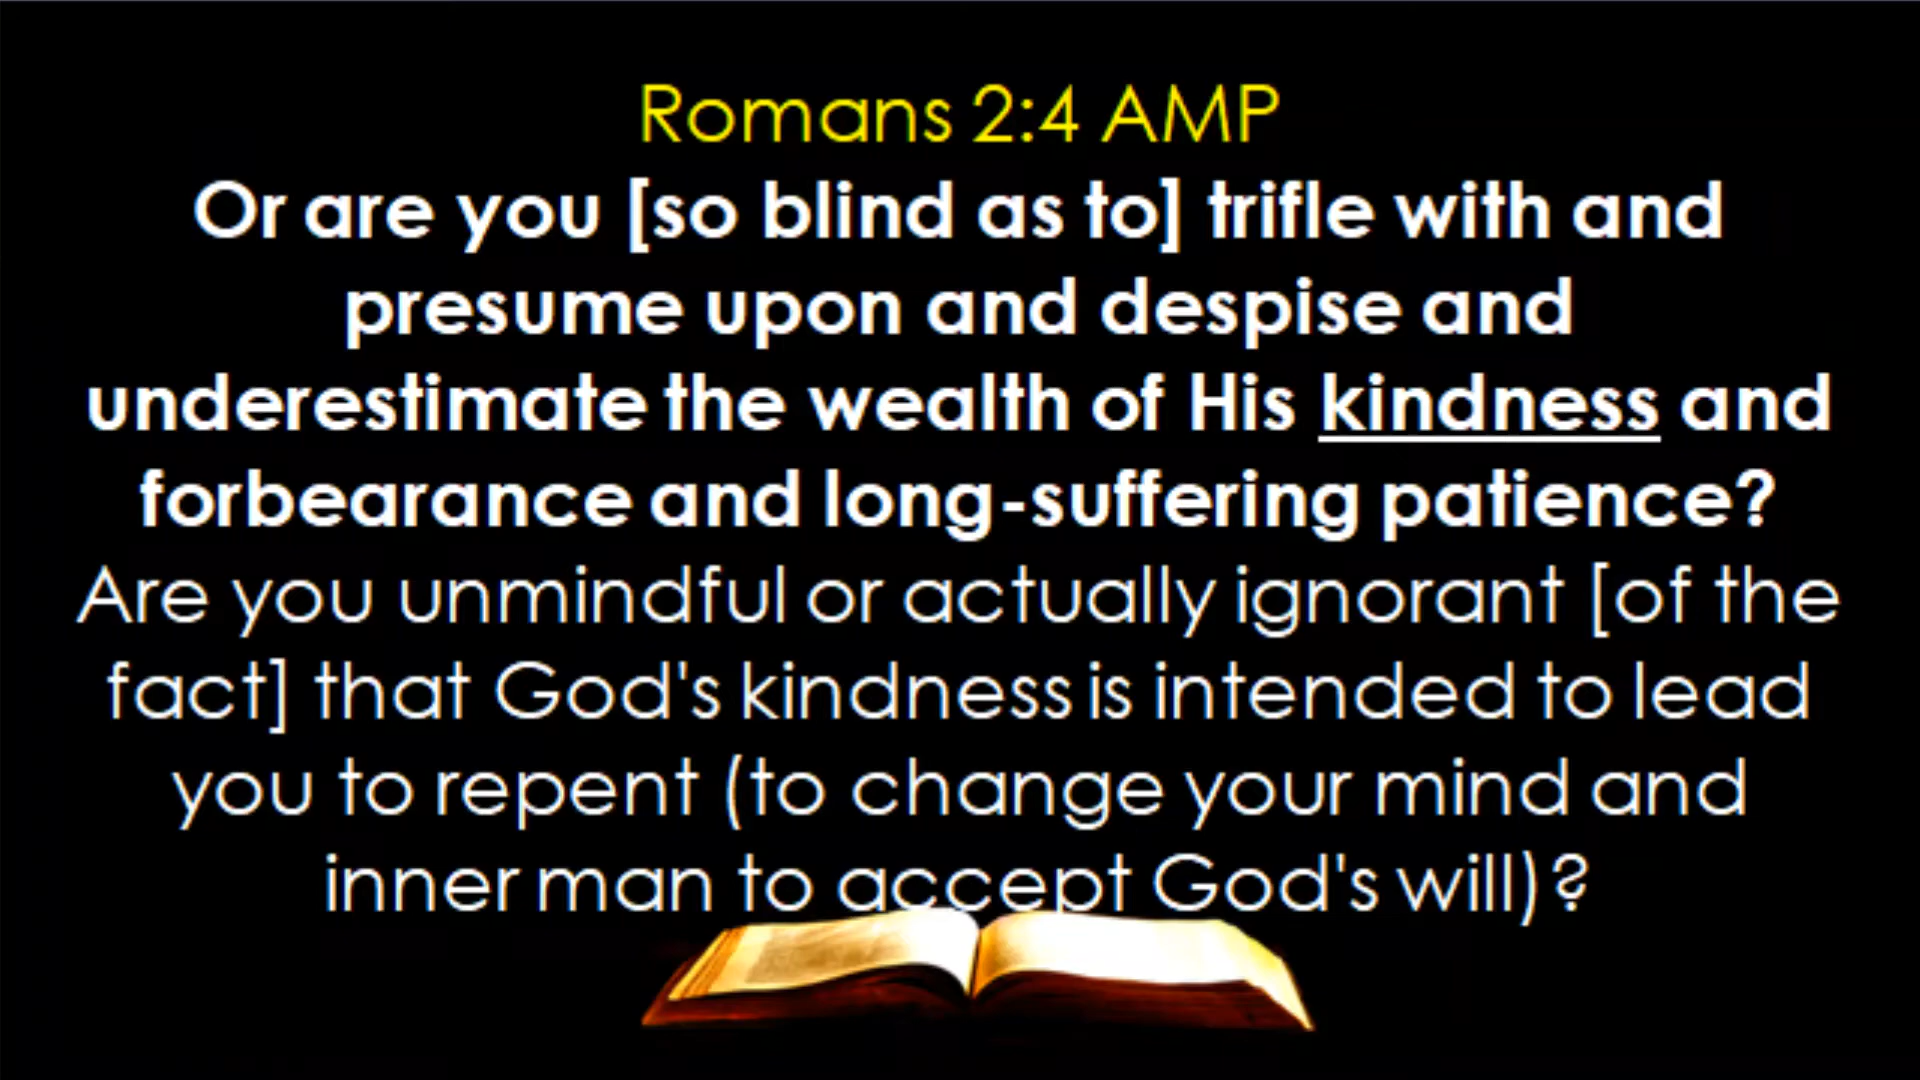 Romans 2:4 AMP
Or are you [so blind as to] trifle with and
presume upon and despise and
underestimate the wealth of His kindness and
forbearance and long-suffering patience?
Are you unmindful or actually ignorant [of the
fact] that God's kindness is intended to lead
you to repent (to change your mind and
inner man to accept God's will)?